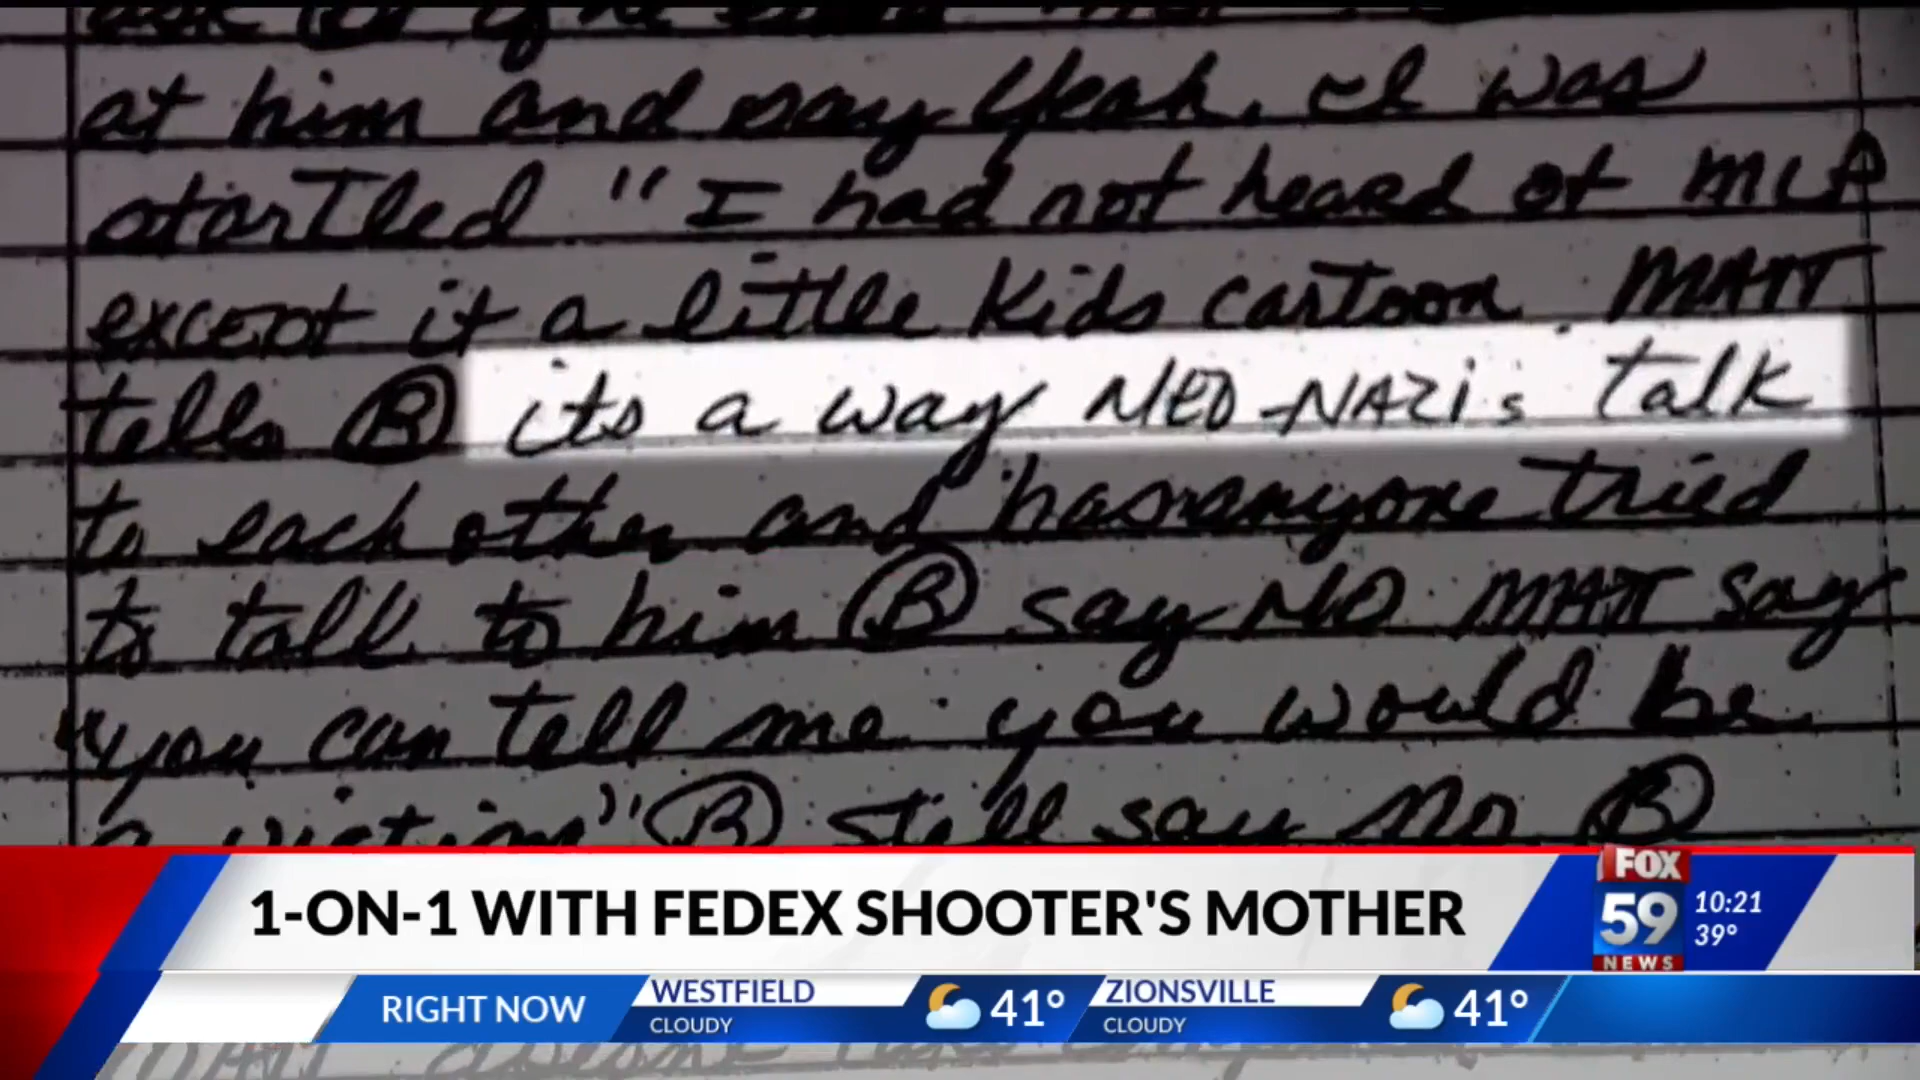 at him and say Yeah. I was
startled " I had not heard of MLP
except it a little kids cartoon. MATT
tells Ⓑ its a way NEO-NAZIs talk
to each other and has anyone tried
to talk to him Ⓑ say NO MATT say
"you can tell me you would be
a victim" Ⓑ still say No Ⓑ
1-ON-1 WITH FEDEX SHOOTER'S MOTHER
FOX
59
NEWS
10:21
39°
RIGHT NOW
WESTFIELD
CLOUDY
41°
ZIONSVILLE
CLOUDY
41°